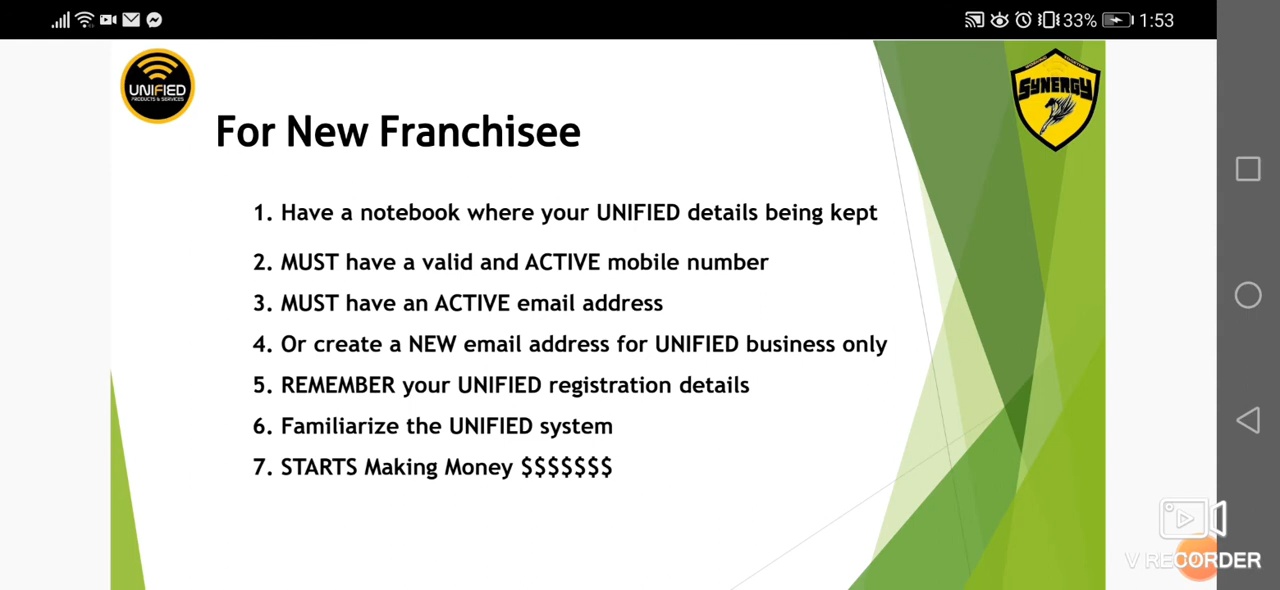 33% 1:53
UNIFIED
PRODUCTS & SERVICES
SYNERGY
For New Franchisee
1. Have a notebook where your UNIFIED details being kept
2. MUST have a valid and ACTIVE mobile number
3. MUST have an ACTIVE email address
4. Or create a NEW email address for UNIFIED business only
5. REMEMBER your UNIFIED registration details
6. Familiarize the UNIFIED system
7. STARTS Making Money $$$$$$$
V RECORDER